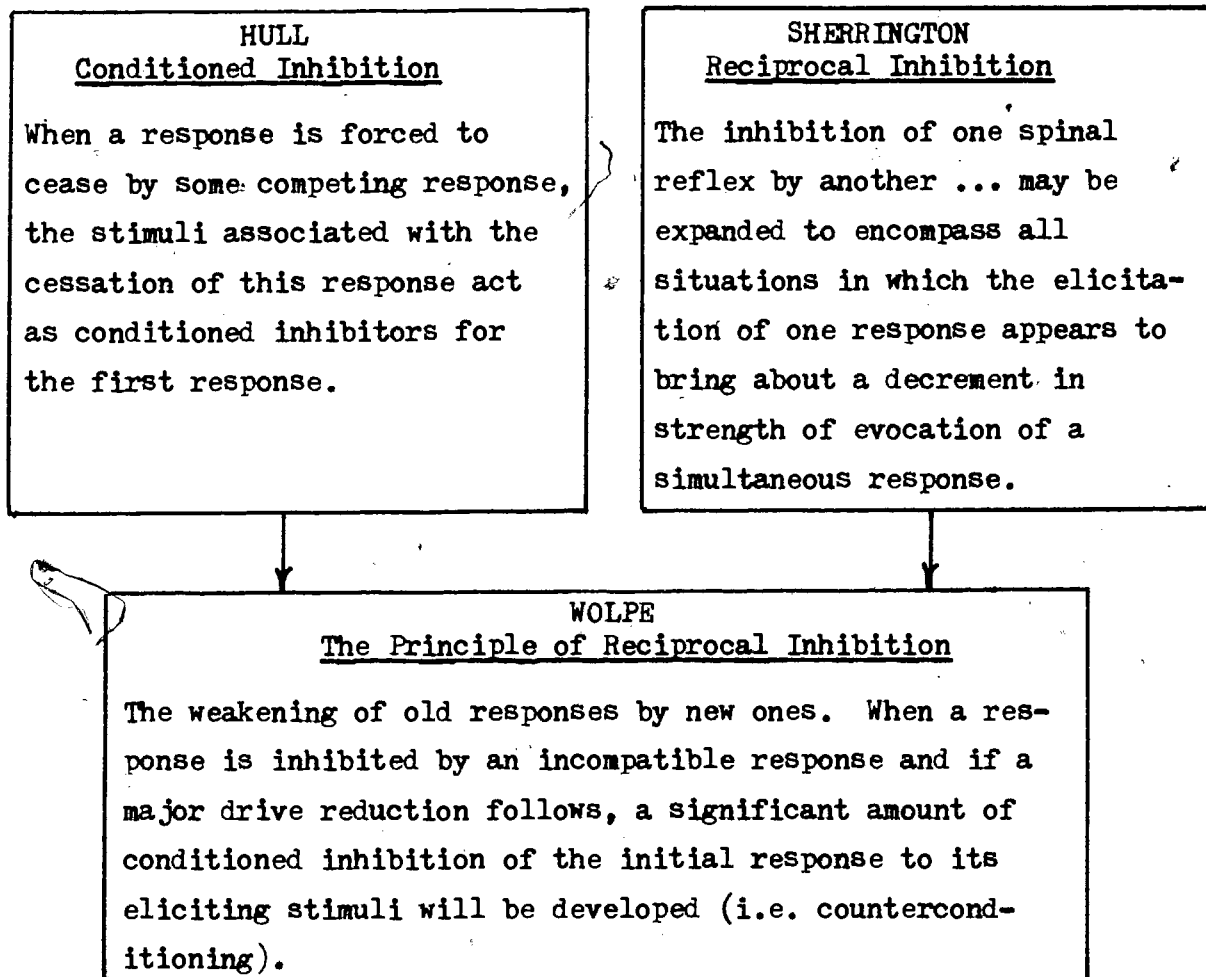 HULL
Conditioned Inhibition
When a response is forced to
cease by some competing response,
the stimuli associated with the
cessation of this response act
as conditioned inhibitors for
the first response.
SHERRINGTON
Reciprocal Inhibition
The inhibition of one spinal
reflex by another ... may be
expanded to encompass all
situations in which the elicita-
tion of one response appears to
bring about a decrement in
strength of evocation of a
simultaneous response.
WOLPE
The Principle of Reciprocal Inhibition
The weakening of old responses by new ones. When a res-
ponse is inhibited by an incompatible response and if a
major drive reduction follows, a significant amount of
conditioned inhibition of the initial response to its
eliciting stimuli will be developed (i.e. countercond-
itioning).